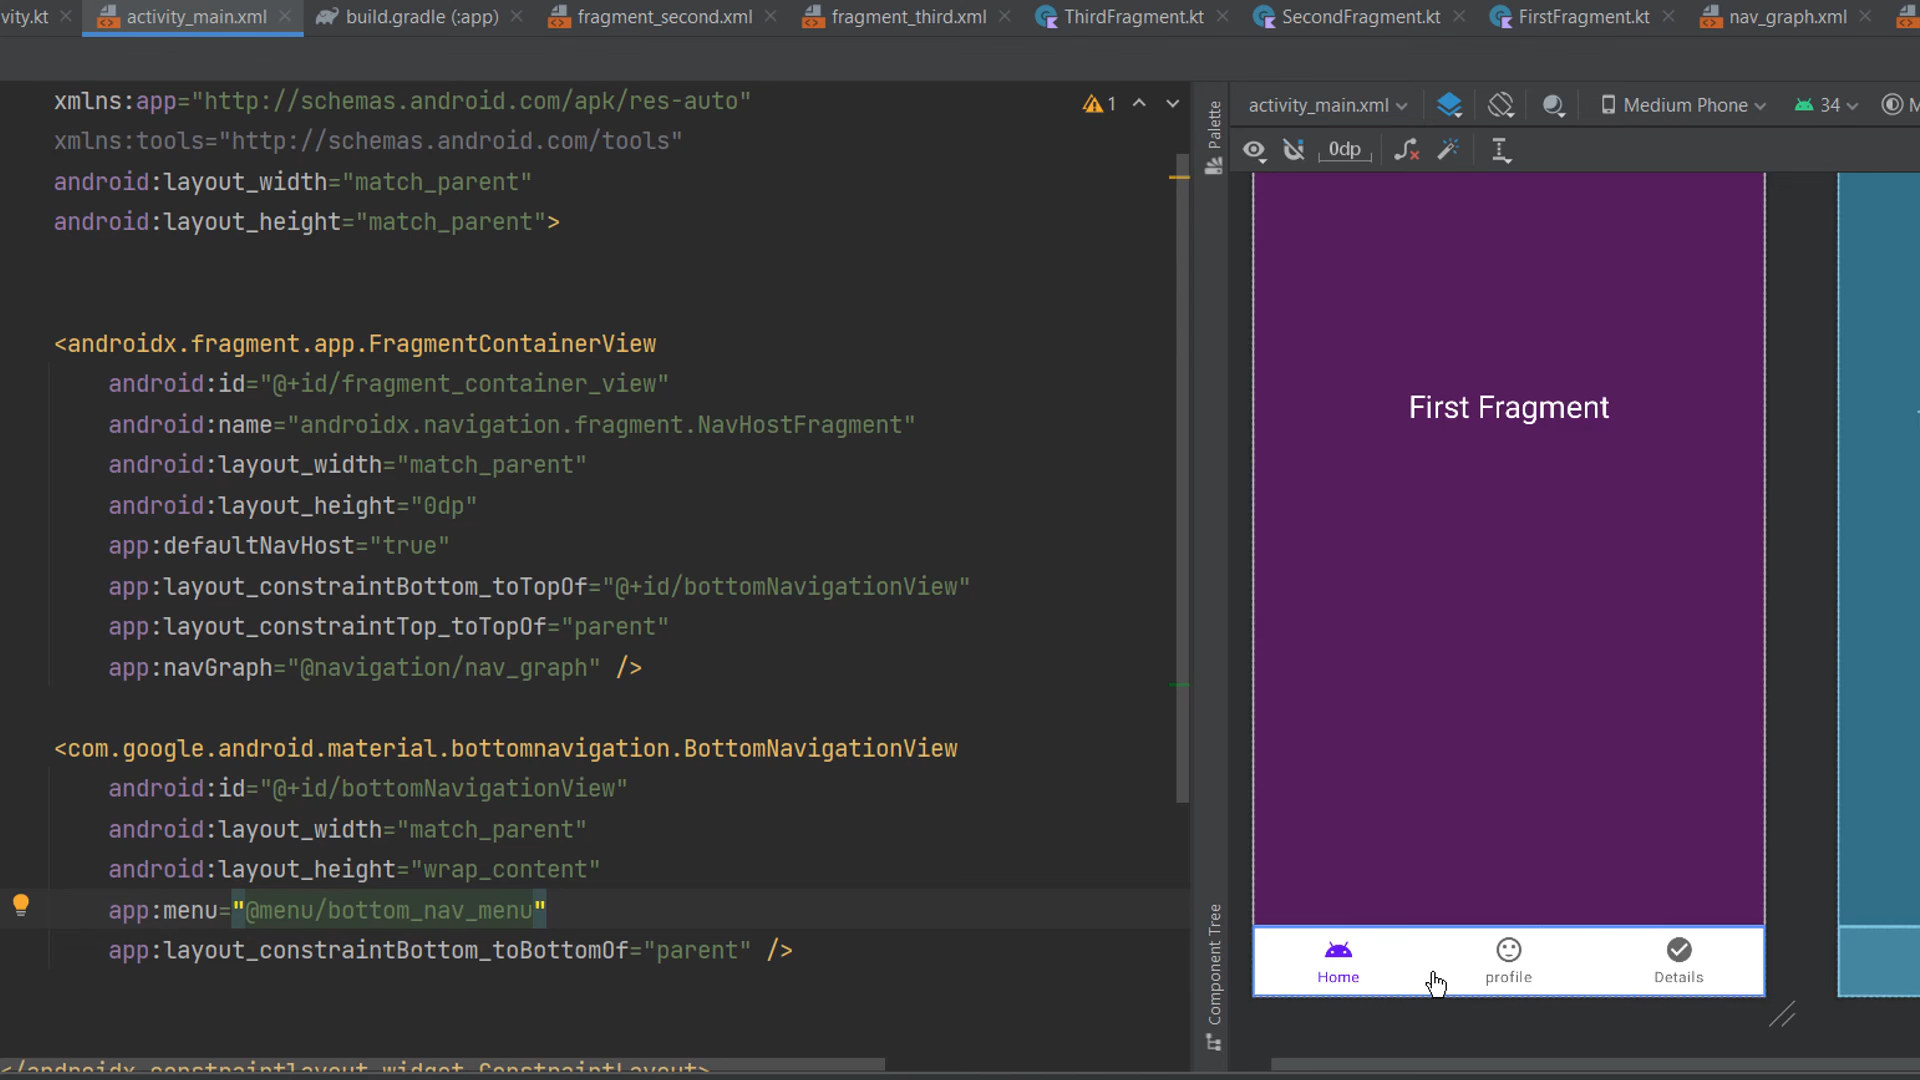 vity.kt activity_main.xml build.gradle (:app) fragment_second.xml fragment_third.xml ThirdFragment.kt SecondFragment.kt FirstFragment.kt nav_graph.xml
xmlns:app="http://schemas.android.com/apk/res-auto"
xmlns:tools="http://schemas.android.com/tools"
android:layout_width="match_parent"
android:layout_height="match_parent">
<androidx.fragment.app.FragmentContainerView
android:id="@+id/fragment_container_view"
android:name="androidx.navigation.fragment.NavHostFragment"
android:layout_width="match_parent"
android:layout_height="0dp"
app:defaultNavHost="true"
app:layout_constraintBottom_toTopOf="@+id/bottomNavigationView"
app:layout_constraintTop_toTopOf="parent"
app:navGraph="@navigation/nav_graph" />
<com.google.android.material.bottomnavigation.BottomNavigationView
android:id="@+id/bottomNavigationView"
android:layout_width="match_parent"
android:layout_height="wrap_content"
app:menu="@menu/bottom_nav_menu"
app:layout_constraintBottom_toBottomOf="parent" />
</androidx.constraintlayout.widget.ConstraintLayout>
1
Palette
Component Tree
activity_main.xml Medium Phone 34 M
0dp
First Fragment
Home profile Details